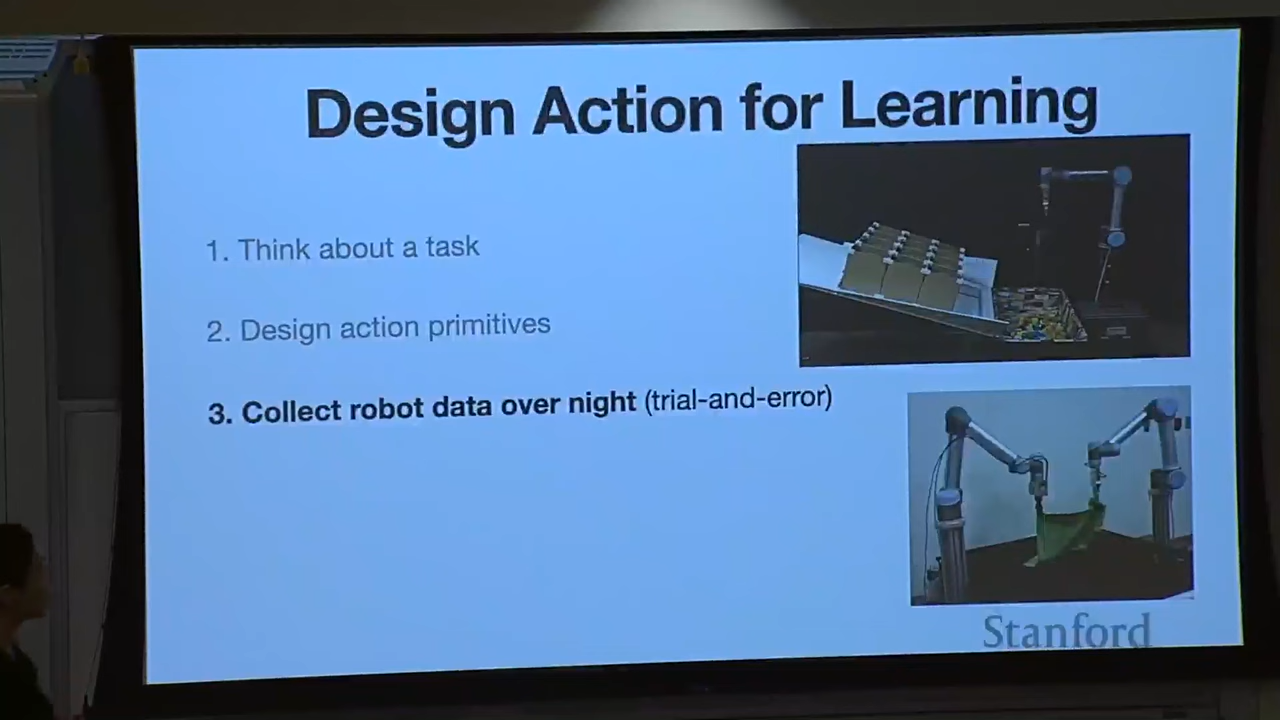 Design Action for Learning
1. Think about a task
2. Design action primitives
3. Collect robot data over night (trial-and-error)
Stanford